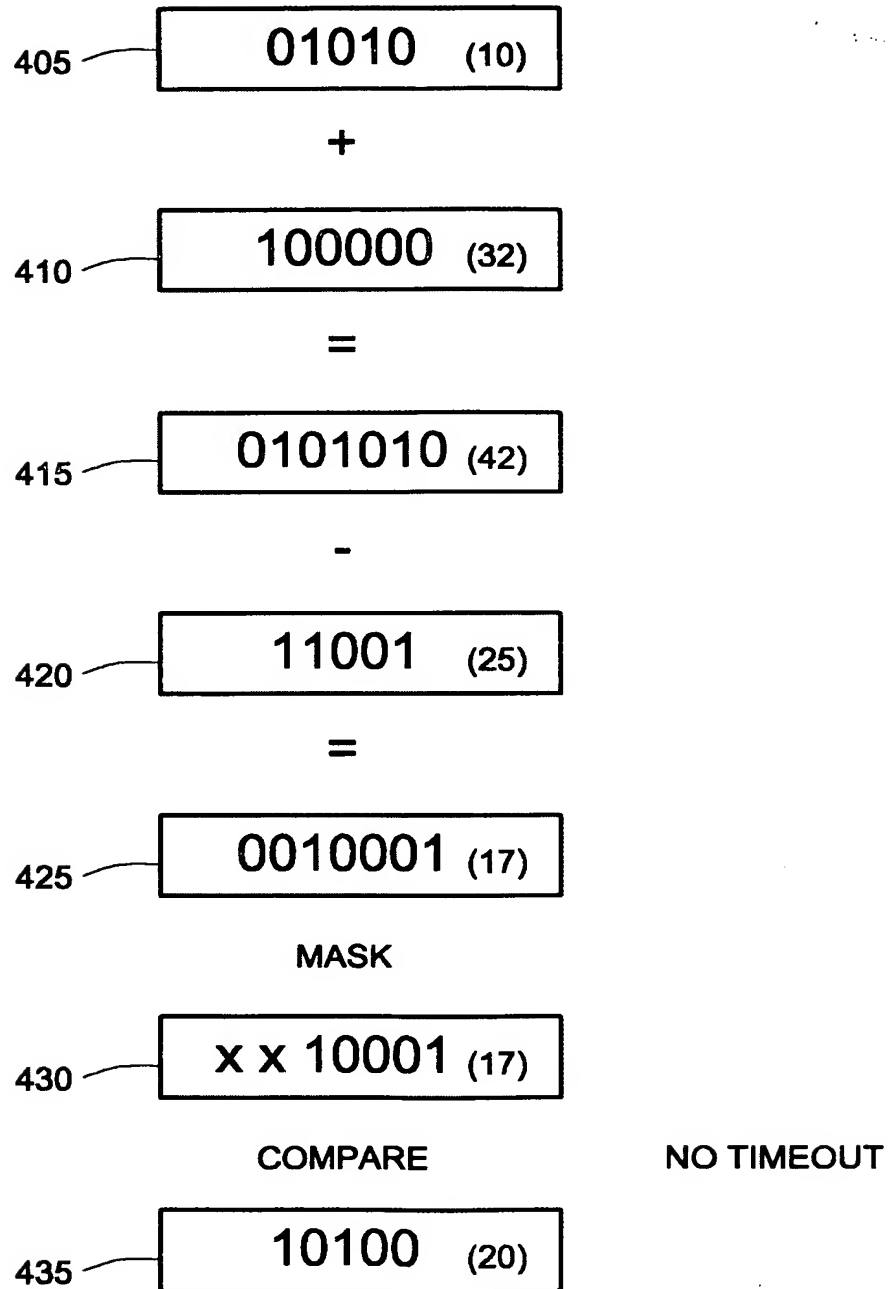 405 01010 (10)
+
410 100000 (32)
=
415 0101010 (42)
-
420 11001 (25)
=
425 0010001 (17)
MASK
430 x x 10001 (17)
COMPARE NO TIMEOUT
435 10100 (20)